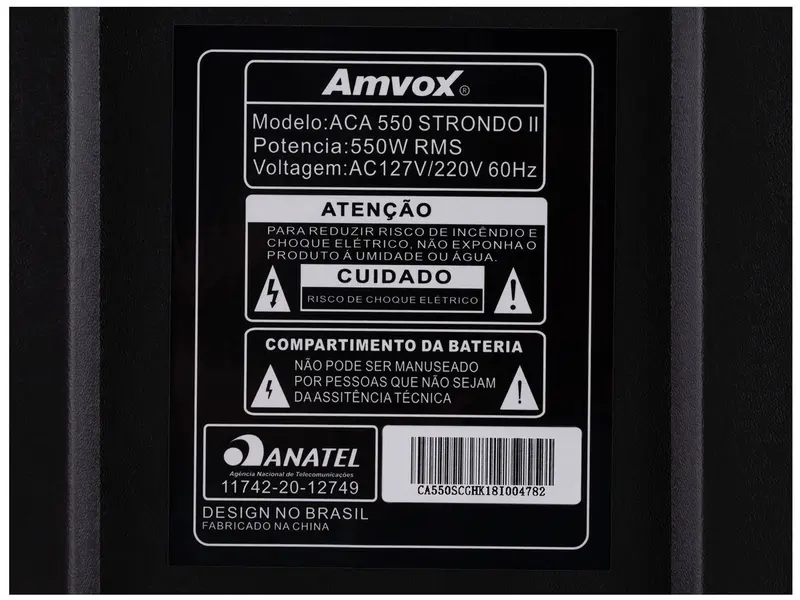 Amvox®
Modelo:ACA 550 STRONDO II
Potencia:550W RMS
Voltagem:AC127V/220V 60Hz
ATENÇÃO
PARA REDUZIR RISCO DE INCÊNDIO E
CHOQUE ELÉTRICO, NÃO EXPONHA O
PRODUTO Á UMIDADE OU ÁGUA.
CUIDADO
RISCO DE CHOQUE ELÉTRICO
COMPARTIMENTO DA BATERIA
NÃO PODE SER MANUSEADO
POR PESSOAS QUE NÃO SEJAM
DA ASSITÊNCIA TÉCNICA
ANATEL
Agência Nacional de Telecomunicações
11742-20-12749
CA550SCGHK18I004782
DESIGN NO BRASIL
FABRICADO NA CHINA